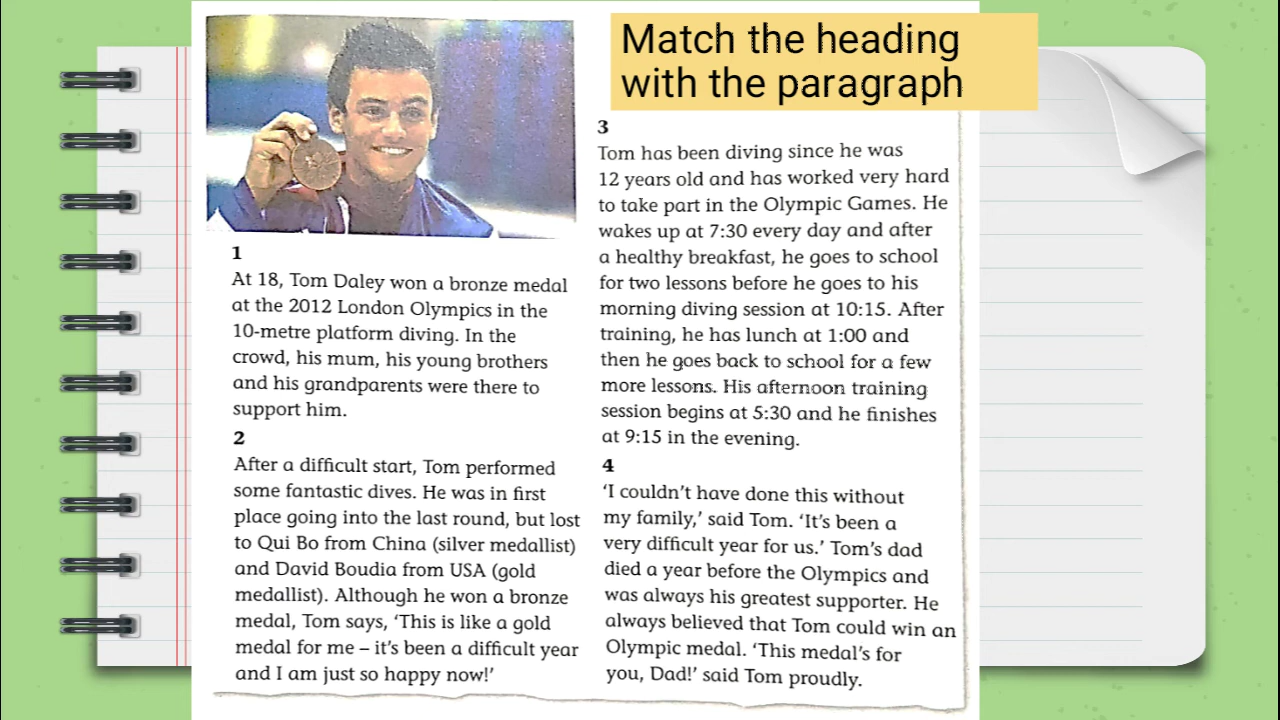 Match the heading
with the paragraph
1
At 18, Tom Daley won a bronze medal
at the 2012 London Olympics in the
10-metre platform diving. In the
crowd, his mum, his young brothers
and his grandparents were there to
support him.
2
After a difficult start, Tom performed
some fantastic dives. He was in first
place going into the last round, but lost
to Qui Bo from China (silver medallist)
and David Boudia from USA (gold
medallist). Although he won a bronze
medal, Tom says, ‘This is like a gold
medal for me – it’s been a difficult year
and I am just so happy now!’
3
Tom has been diving since he was
12 years old and has worked very hard
to take part in the Olympic Games. He
wakes up at 7:30 every day and after
a healthy breakfast, he goes to school
for two lessons before he goes to his
morning diving session at 10:15. After
training, he has lunch at 1:00 and
then he goes back to school for a few
more lessons. His afternoon training
session begins at 5:30 and he finishes
at 9:15 in the evening.
4
‘I couldn’t have done this without
my family,’ said Tom. ‘It’s been a
very difficult year for us.’ Tom’s dad
died a year before the Olympics and
was always his greatest supporter. He
always believed that Tom could win an
Olympic medal. ‘This medal’s for
you, Dad!’ said Tom proudly.